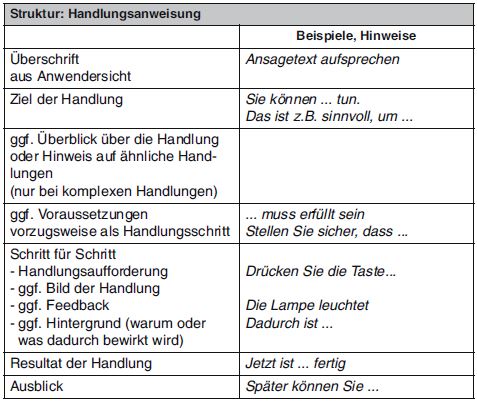 Struktur: Handlungsanweisung
Beispiele, Hinweise
Überschrift
aus Anwendersicht
Ansagetext aufsprechen
Ziel der Handlung
Sie können ... tun.
Das ist z.B. sinnvoll, um ...
ggf. Überblick über die Handlung
oder Hinweis auf ähnliche Hand-
lungen
(nur bei komplexen Handlungen)
ggf. Voraussetzungen
vorzugsweise als Handlungsschritt
... muss erfüllt sein
Stellen Sie sicher, dass ...
Schritt für Schritt
- Handlungsaufforderung
- ggf. Bild der Handlung
- ggf. Feedback
- ggf. Hintergrund (warum oder
was dadurch bewirkt wird)
Drücken Sie die Taste...
Die Lampe leuchtet
Dadurch ist ...
Resultat der Handlung
Jetzt ist ... fertig
Ausblick
Später können Sie ...